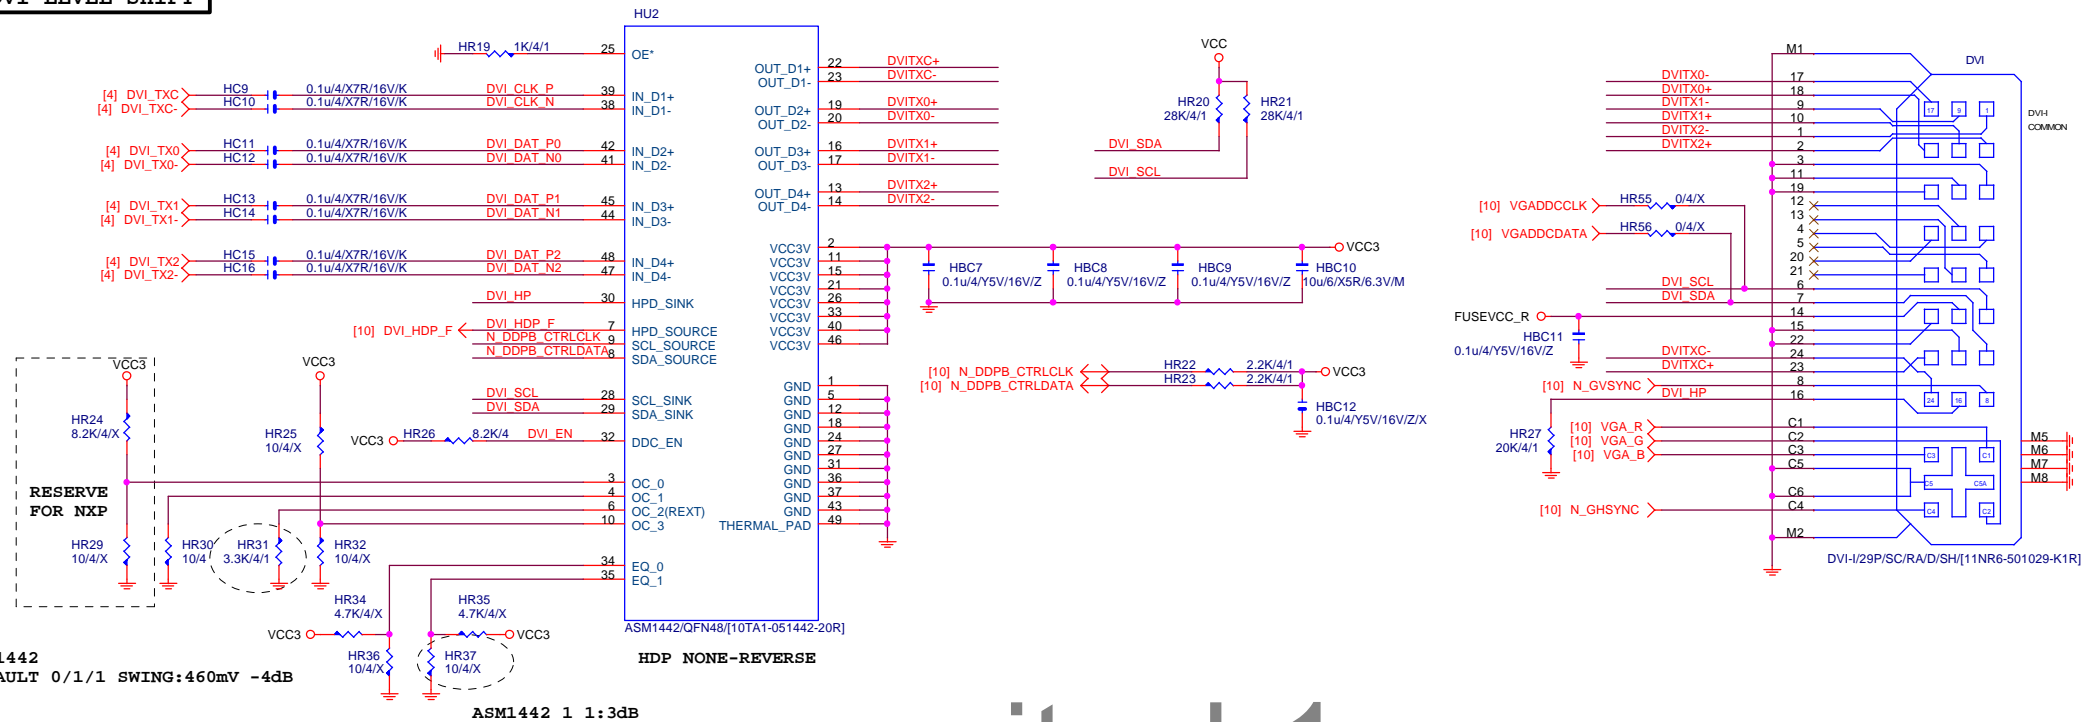 HU2
HR19 1K/4/1 25 OE*
[4] DVI_TXC HC9 0.1u/4/X7R/16V/K DVI_CLK_P 39 IN_D1+
[4] DVI_TXC- HC10 0.1u/4/X7R/16V/K DVI_CLK_N 38 IN_D1-
[4] DVI_TX0 HC11 0.1u/4/X7R/16V/K DVI_DAT_P0 42 IN_D2+
[4] DVI_TX0- HC12 0.1u/4/X7R/16V/K DVI_DAT_N0 41 IN_D2-
[4] DVI_TX1 HC13 0.1u/4/X7R/16V/K DVI_DAT_P1 45 IN_D3+
[4] DVI_TX1- HC14 0.1u/4/X7R/16V/K DVI_DAT_N1 44 IN_D3-
[4] DVI_TX2 HC15 0.1u/4/X7R/16V/K DVI_DAT_P2 48 IN_D4+
[4] DVI_TX2- HC16 0.1u/4/X7R/16V/K DVI_DAT_N2 47 IN_D4-
DVI_HP 30 HPD_SINK
[10] DVI_HDP_F DVI_HDP_F 7 HPD_SOURCE
N_DDPB_CTRLCLK 9 SCL_SOURCE
N_DDPB_CTRLDATA 8 SDA_SOURCE
DVI_SCL 28 SCL_SINK
DVI_SDA 29 SDA_SINK
VCC3 HR26 8.2K/4 DVI_EN 32 DDC_EN
3 OC_0
4 OC_1
6 OC_2(REXT)
10 OC_3
34 EQ_0
35 EQ_1
VCC3
HR24
8.2K/4/X
RESERVE
FOR NXP
HR29
10/4/X
VCC3
HR25
10/4/X
HR30
10/4
HR31
3.3K/4/1
HR32
10/4/X
HR34
4.7K/4/X
HR35
4.7K/4/X
VCC3
VCC3
HR36
10/4/X
HR37
10/4/X
1442
AULT 0/1/1 SWING:460mV -4dB
ASM1442 1 1:3dB
OUT_D1+ 22 DVITXC+
OUT_D1- 23 DVITXC-
OUT_D2+ 19 DVITX0+
OUT_D2- 20 DVITX0-
OUT_D3+ 16 DVITX1+
OUT_D3- 17 DVITX1-
OUT_D4+ 13 DVITX2+
OUT_D4- 14 DVITX2-
VCC3V 2
VCC3V 11
VCC3V 15
VCC3V 21
VCC3V 26
VCC3V 33
VCC3V 40
VCC3V 46
GND 1
GND 5
GND 12
GND 18
GND 24
GND 27
GND 31
GND 36
GND 37
GND 43
THERMAL_PAD 49
ASM1442/QFN48/[10TA1-051442-20R]
HDP NONE-REVERSE
VCC
HR20
28K/4/1
HR21
28K/4/1
DVI_SDA
DVI_SCL
VCC3
HBC7
0.1u/4/Y5V/16V/Z
HBC8
0.1u/4/Y5V/16V/Z
HBC9
0.1u/4/Y5V/16V/Z
HBC10
10u/6/X5R/6.3V/M
[10] N_DDPB_CTRLCLK HR22 2.2K/4/1 VCC3
[10] N_DDPB_CTRLDATA HR23 2.2K/4/1
HBC12
0.1u/4/Y5V/16V/Z/X
M1
DVI
DVITX0- 17
DVITX0+ 18
DVITX1- 9
DVITX1+ 10
DVITX2- 1
DVITX2+ 2
3
11
19
12
13
4
5
20
21
[10] VGADDCCLK HR55 0/4/X
[10] VGADDCDATA HR56 0/4/X
DVI_SCL 6
DVI_SDA 7
FUSEVCC_R 14
15
22
HBC11
0.1u/4/Y5V/16V/Z
DVITXC- 24
DVITXC+ 23
[10] N_GVSYNC 8
DVI_HP 16
HR27
20K/4/1
[10] VGA_R C1
[10] VGA_G C2
[10] VGA_B C3
C5
C6
[10] N_GHSYNC C4
M2
DVI-I
COMMON
17 9 1
24 16 8
C3 C1
C5 C5A
C4 C2
M5
M6
M7
M8
DVI-I/29P/SC/RA/D/SH/[11NR6-501029-K1R]